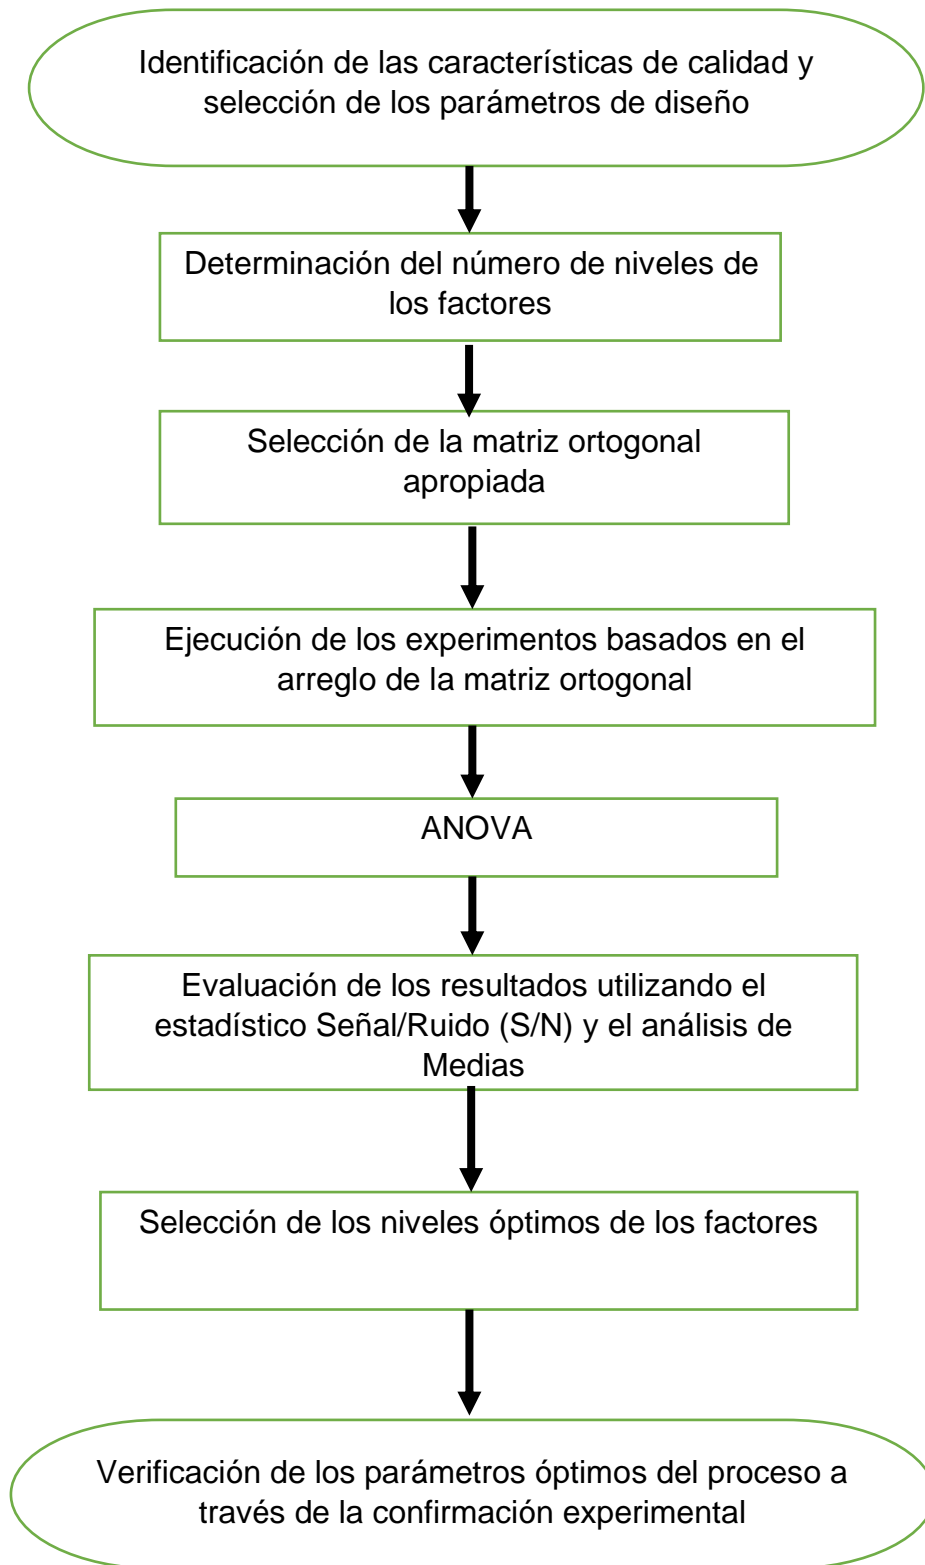 Identificación de las características de calidad y
selección de los parámetros de diseño
Determinación del número de niveles de
los factores
Selección de la matriz ortogonal
apropiada
Ejecución de los experimentos basados en el
arreglo de la matriz ortogonal
ANOVA
Evaluación de los resultados utilizando el
estadístico Señal/Ruido (S/N) y el análisis de
Medias
Selección de los niveles óptimos de los factores
Verificación de los parámetros óptimos del proceso a
través de la confirmación experimental